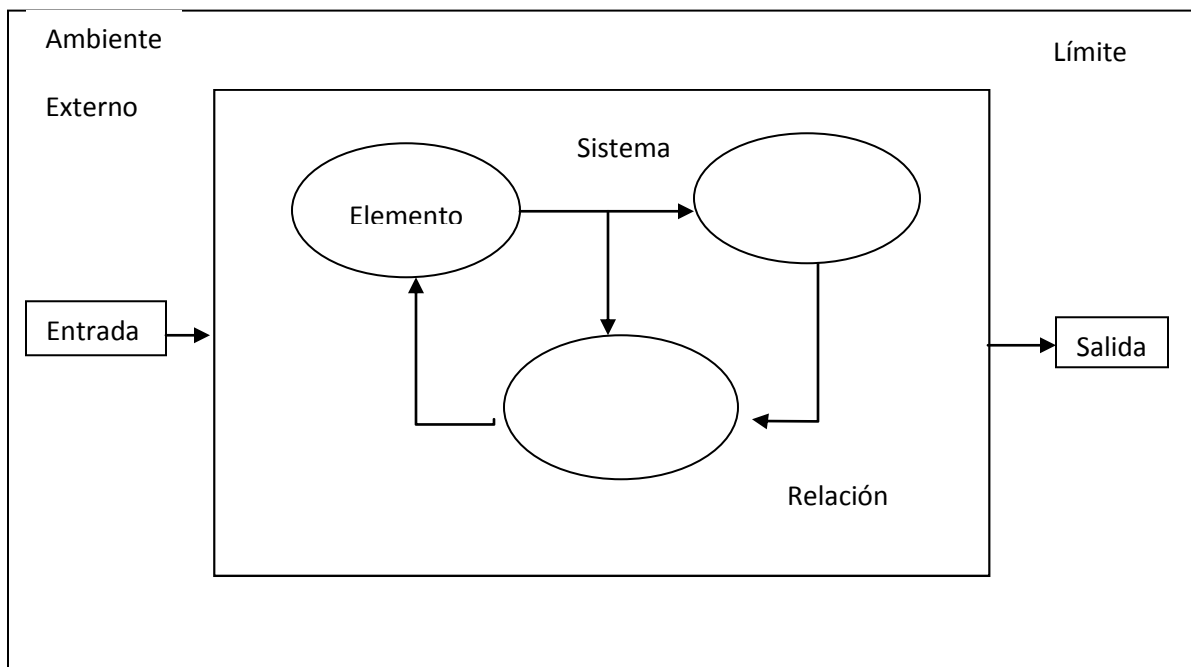 Ambiente
Límite
Externo
Sistema
Elemento
Entrada
Salida
Relación